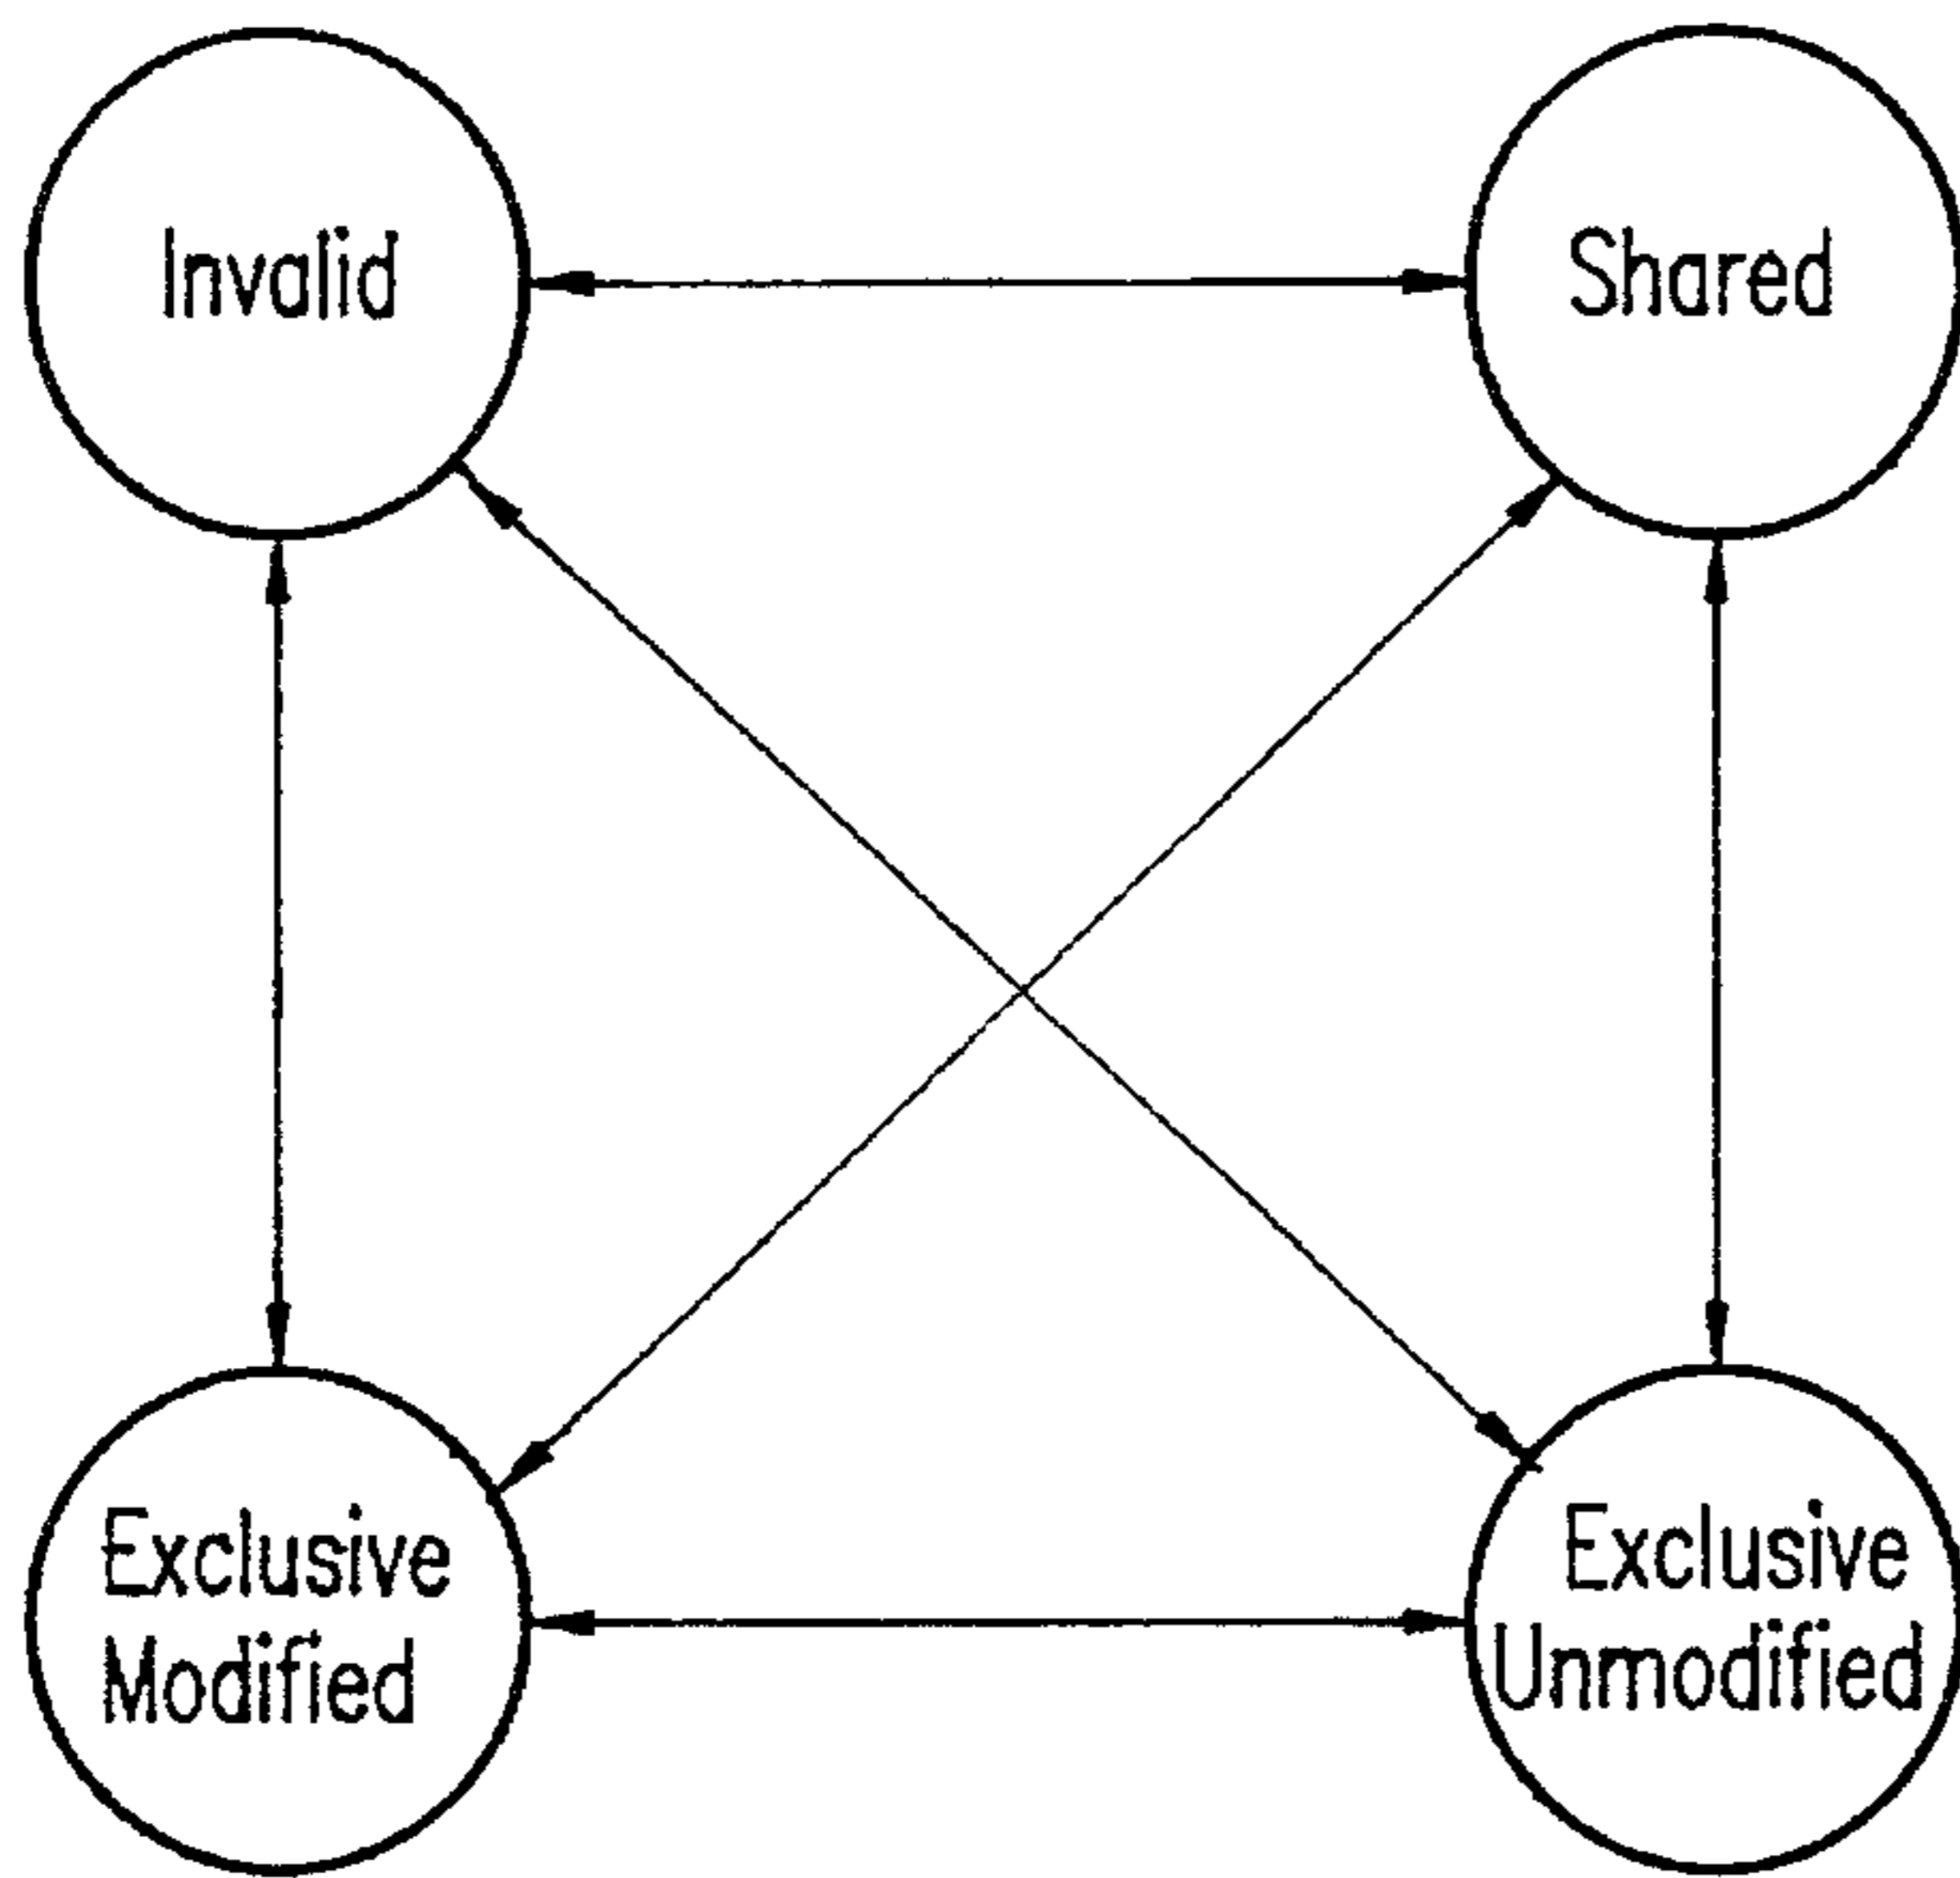 Invalid
Shared
Exclusive
Modified
Exclusive
Unmodified